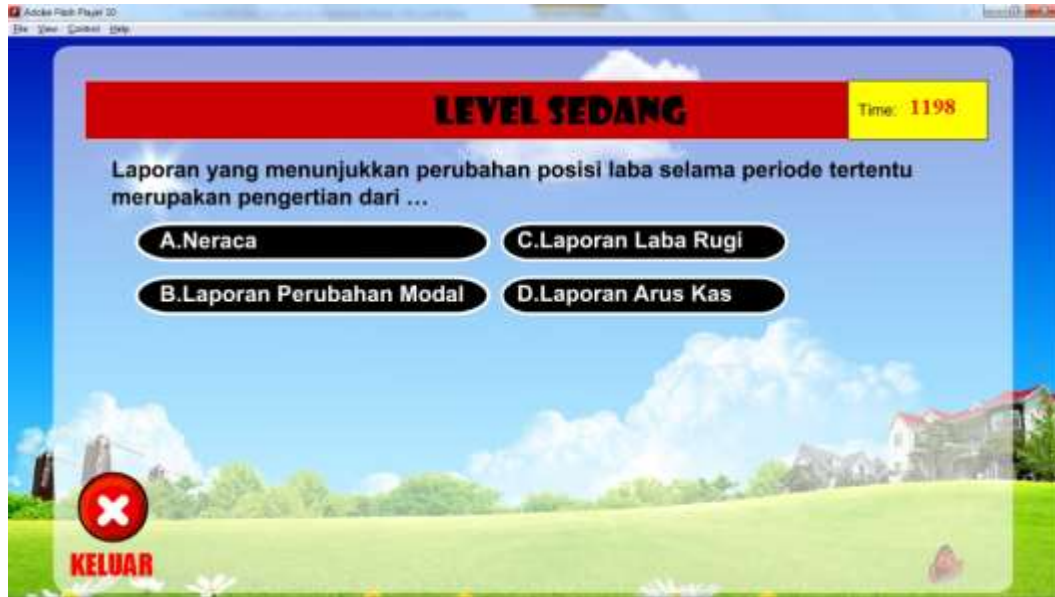 Adobe Flash Player 10
File View Control Help
LEVEL SEDANG
Time: 1198
Laporan yang menunjukkan perubahan posisi laba selama periode tertentu
merupakan pengertian dari ...
A.Neraca
C.Laporan Laba Rugi
B.Laporan Perubahan Modal
D.Laporan Arus Kas
KELUAR